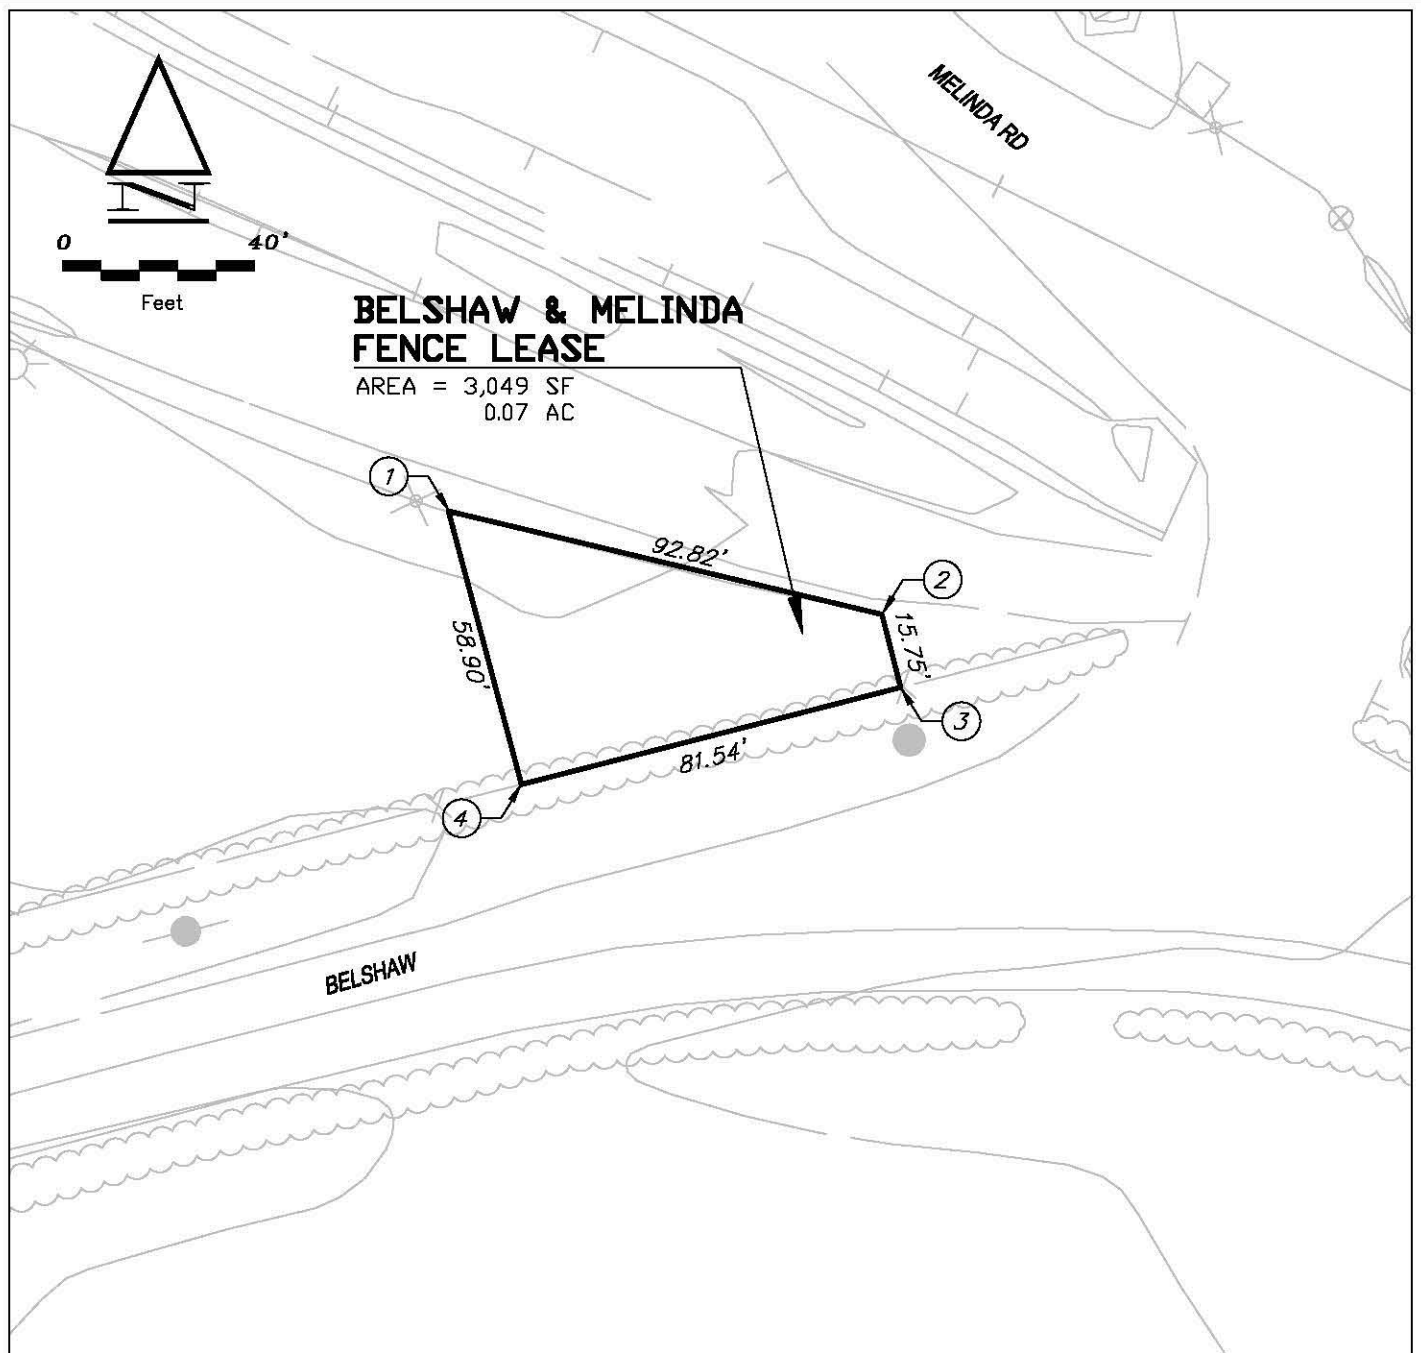 MELINDA RD
N
0 40'
Feet
BELSHAW & MELINDA
FENCE LEASE
AREA = 3,049 SF
0.07 AC
1
92.82'
2
15.75'
58.90'
3
81.54'
4
BELSHAW